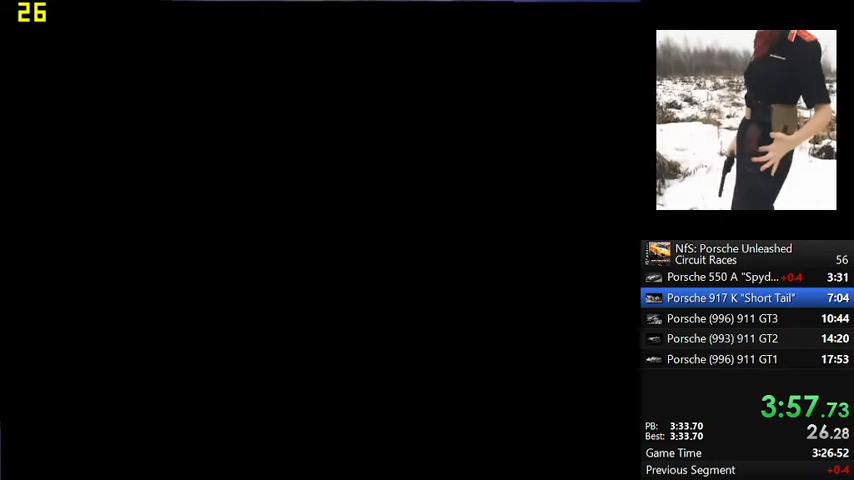 26
NfS: Porsche Unleashed
Circuit Races 56
Porsche 550 A "Spyd... +0.4 3:31
Porsche 917 K "Short Tail" 7:04
Porsche (996) 911 GT3 10:44
Porsche (993) 911 GT2 14:20
Porsche (996) 911 GT1 17:53
3:57.73
PB: 3:33.70
Best: 3:33.70 26.28
Game Time 3:26.52
Previous Segment +0.4